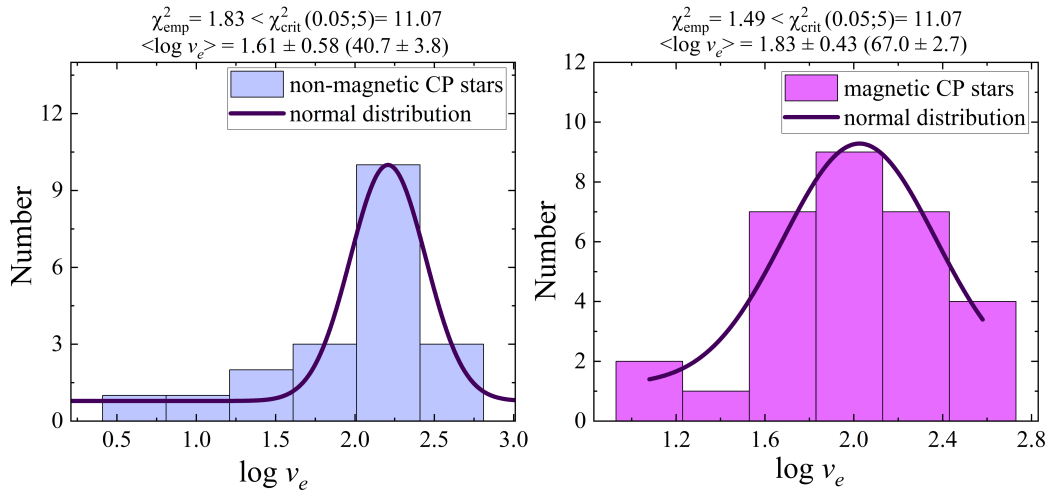 χ²emp = 1.83 < χ²crit (0.05;5)= 11.07
<log ve> = 1.61 ± 0.58 (40.7 ± 3.8)
non-magnetic CP stars
normal distribution
Number
12
9
6
3
0
0.5 1.0 1.5 2.0 2.5 3.0
log ve
χ²emp = 1.49 < χ²crit (0.05;5)= 11.07
<log ve> = 1.83 ± 0.43 (67.0 ± 2.7)
magnetic CP stars
normal distribution
Number
12
10
8
6
4
2
0
1.2 1.6 2.0 2.4 2.8
log ve